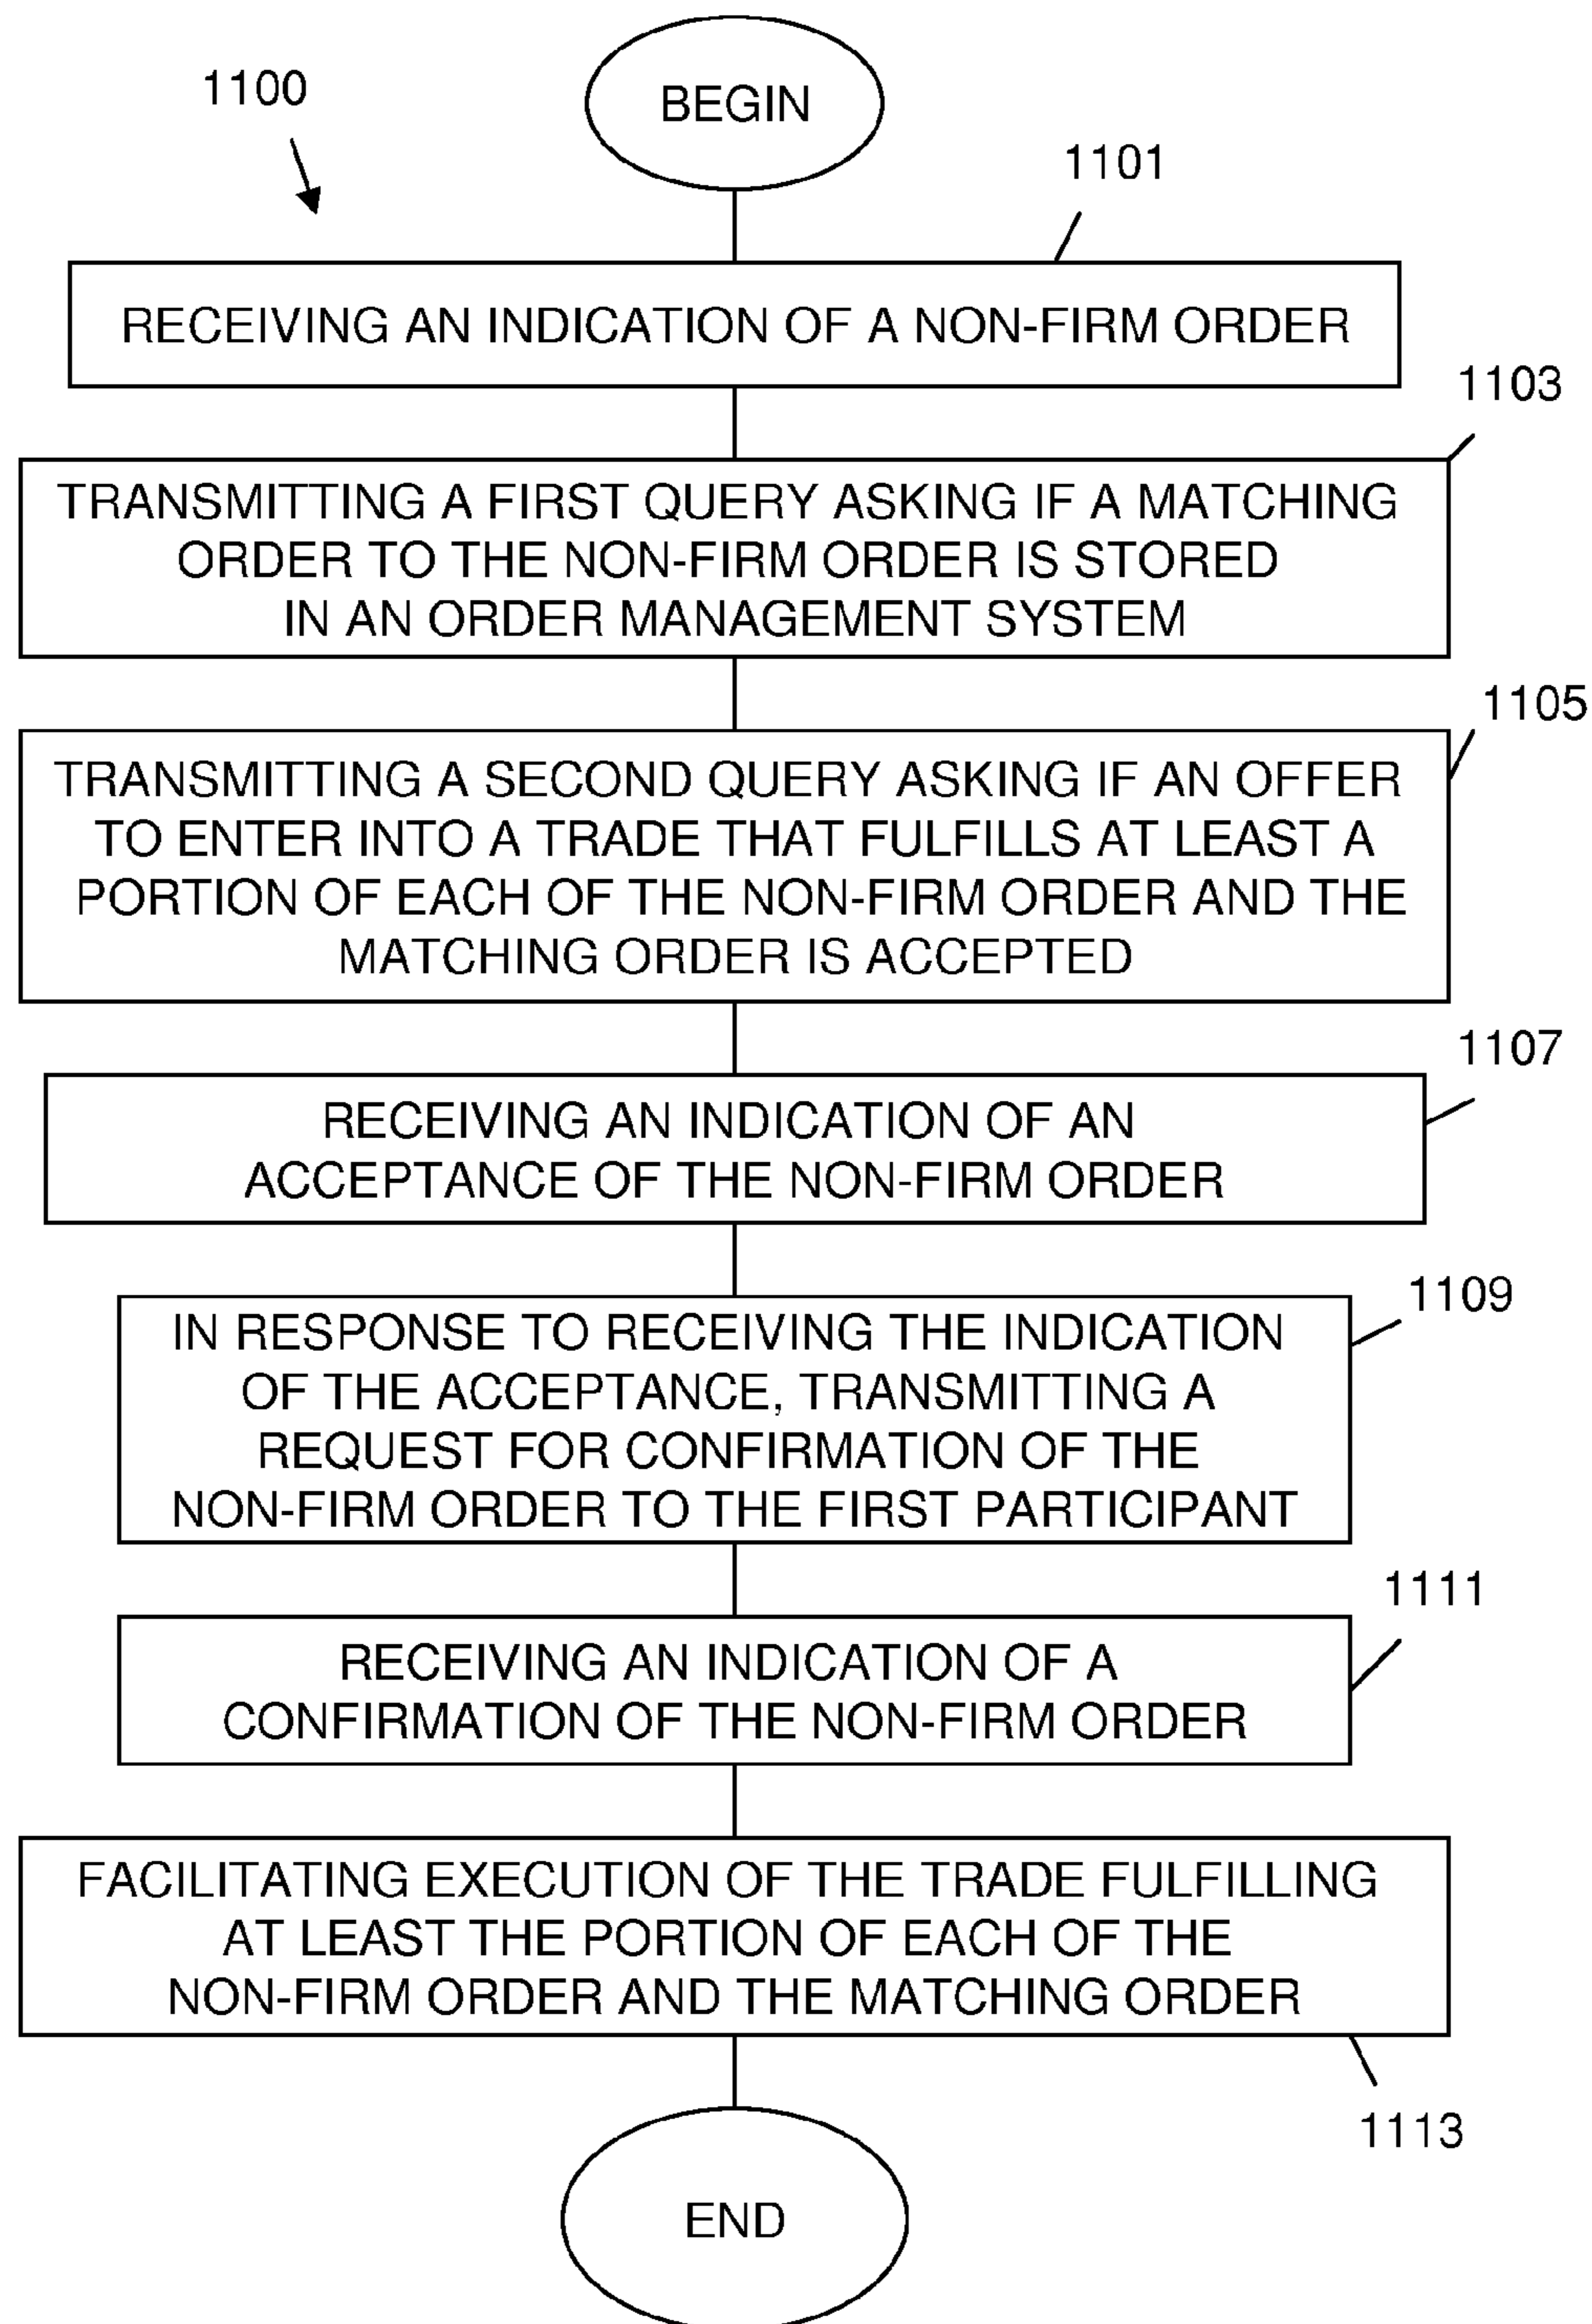 1100
BEGIN
1101
RECEIVING AN INDICATION OF A NON-FIRM ORDER
1103
TRANSMITTING A FIRST QUERY ASKING IF A MATCHING
ORDER TO THE NON-FIRM ORDER IS STORED
IN AN ORDER MANAGEMENT SYSTEM
1105
TRANSMITTING A SECOND QUERY ASKING IF AN OFFER
TO ENTER INTO A TRADE THAT FULFILLS AT LEAST A
PORTION OF EACH OF THE NON-FIRM ORDER AND THE
MATCHING ORDER IS ACCEPTED
1107
RECEIVING AN INDICATION OF AN
ACCEPTANCE OF THE NON-FIRM ORDER
1109
IN RESPONSE TO RECEIVING THE INDICATION
OF THE ACCEPTANCE, TRANSMITTING A
REQUEST FOR CONFIRMATION OF THE
NON-FIRM ORDER TO THE FIRST PARTICIPANT
1111
RECEIVING AN INDICATION OF A
CONFIRMATION OF THE NON-FIRM ORDER
FACILITATING EXECUTION OF THE TRADE FULFILLING
AT LEAST THE PORTION OF EACH OF THE
NON-FIRM ORDER AND THE MATCHING ORDER
1113
END